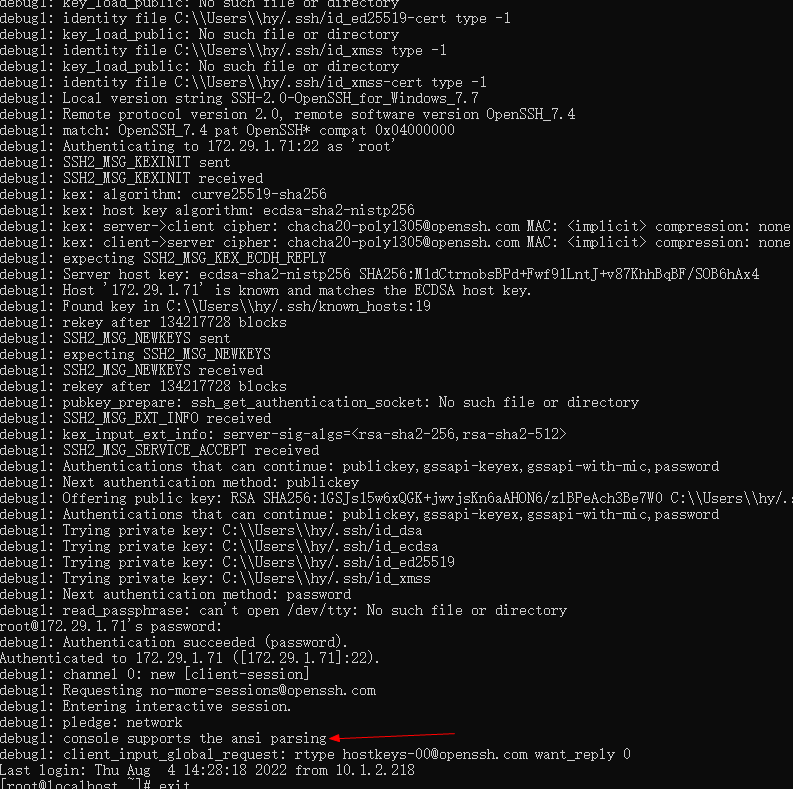 debug1: key_load_public: No such file or directory
debug1: identity file C:\\Users\\hy/.ssh/id_ed25519-cert type -1
debug1: key_load_public: No such file or directory
debug1: identity file C:\\Users\\hy/.ssh/id_xmss type -1
debug1: key_load_public: No such file or directory
debug1: identity file C:\\Users\\hy/.ssh/id_xmss-cert type -1
debug1: Local version string SSH-2.0-OpenSSH_for_Windows_7.7
debug1: Remote protocol version 2.0, remote software version OpenSSH_7.4
debug1: match: OpenSSH_7.4 pat OpenSSH* compat 0x04000000
debug1: Authenticating to 172.29.1.71:22 as 'root'
debug1: SSH2_MSG_KEXINIT sent
debug1: SSH2_MSG_KEXINIT received
debug1: kex: algorithm: curve25519-sha256
debug1: kex: host key algorithm: ecdsa-sha2-nistp256
debug1: kex: server->client cipher: chacha20-poly1305@openssh.com MAC: <implicit> compression: none
debug1: kex: client->server cipher: chacha20-poly1305@openssh.com MAC: <implicit> compression: none
debug1: expecting SSH2_MSG_KEX_ECDH_REPLY
debug1: Server host key: ecdsa-sha2-nistp256 SHA256:M1dCtrnobsBPd+Fwf91LntJ+v87KhhBqBF/SOB6hAx4
debug1: Host '172.29.1.71' is known and matches the ECDSA host key.
debug1: Found key in C:\\Users\\hy/.ssh/known_hosts:19
debug1: rekey after 134217728 blocks
debug1: SSH2_MSG_NEWKEYS sent
debug1: expecting SSH2_MSG_NEWKEYS
debug1: SSH2_MSG_NEWKEYS received
debug1: rekey after 134217728 blocks
debug1: pubkey_prepare: ssh_get_authentication_socket: No such file or directory
debug1: SSH2_MSG_EXT_INFO received
debug1: kex_input_ext_info: server-sig-algs=<rsa-sha2-256,rsa-sha2-512>
debug1: SSH2_MSG_SERVICE_ACCEPT received
debug1: Authentications that can continue: publickey,gssapi-keyex,gssapi-with-mic,password
debug1: Next authentication method: publickey
debug1: Offering public key: RSA SHA256:lGSJs15w6xQGK+jwvjsKn6aAHON6/z1BPeAch3Be7W0 C:\\Users\\hy/.s
debug1: Authentications that can continue: publickey,gssapi-keyex,gssapi-with-mic,password
debug1: Trying private key: C:\\Users\\hy/.ssh/id_dsa
debug1: Trying private key: C:\\Users\\hy/.ssh/id_ecdsa
debug1: Trying private key: C:\\Users\\hy/.ssh/id_ed25519
debug1: Trying private key: C:\\Users\\hy/.ssh/id_xmss
debug1: Next authentication method: password
debug1: read_passphrase: can't open /dev/tty: No such file or directory
root@172.29.1.71's password:
debug1: Authentication succeeded (password).
Authenticated to 172.29.1.71 ([172.29.1.71]:22).
debug1: channel 0: new [client-session]
debug1: Requesting no-more-sessions@openssh.com
debug1: Entering interactive session.
debug1: pledge: network
debug1: console supports the ansi parsing
debug1: client_input_global_request: rtype hostkeys-00@openssh.com want_reply 0
Last login: Thu Aug  4 14:28:18 2022 from 10.1.2.218
[root@localhost ~]# exit